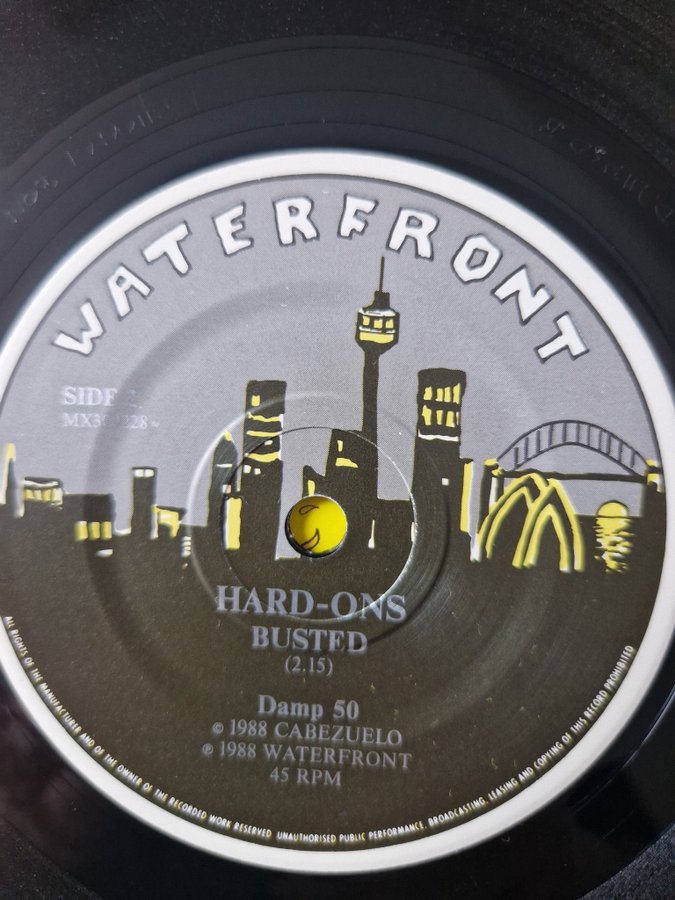 WATERFRONT
SIDE
HARD-ONS
BUSTED
(2.15)
Damp 50
© 1988 CABEZUELO
℗ 1988 WATERFRONT
45 RPM
ALL RIGHTS OF THE MANUFACTURER AND OF THE OWNER OF THE RECORDED WORK RESERVED UNAUTHORISED PUBLIC PERFORMANCE, BROADCASTING, LEASING AND COPYING OF THIS RECORD PROHIBITED